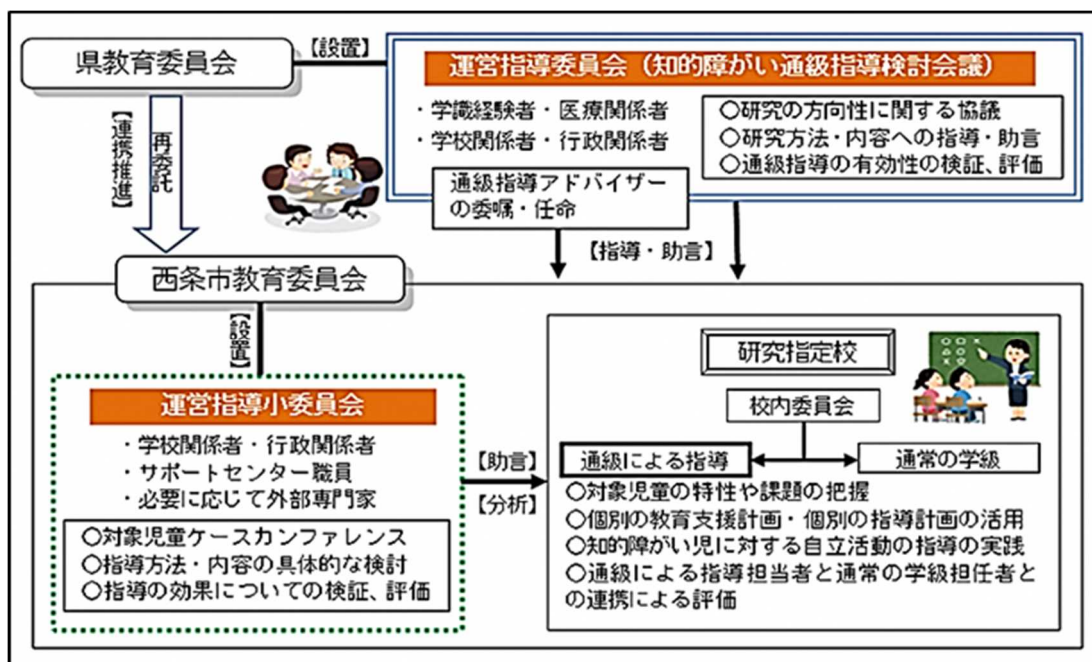 県教育委員会
【設置】
運営指導委員会(知的障がい通級指導検討会議)
・学識経験者・医療関係者
・学校関係者・行政関係者
○研究の方向性に関する協議
○研究方法・内容への指導・助言
○通級指導の有効性の検証、評価
通級指導アドバイザー
の委嘱・任命
【連携推進】
再委託
【指導・助言】
西条市教育委員会
【設置】
運営指導小委員会
・学校関係者・行政関係者
・サポートセンター職員
・必要に応じて外部専門家
○対象児童ケースカンファレンス
○指導方法・内容の具体的な検討
○指導の効果についての検証、評価
【助言】
【分析】
研究指定校
校内委員会
通級による指導
通常の学級
○対象児童の特性や課題の把握
○個別の教育支援計画・個別の指導計画の活用
○知的障がい児に対する自立活動の指導の実践
○通級による指導担当者と通常の学級担任者と
の連携による評価